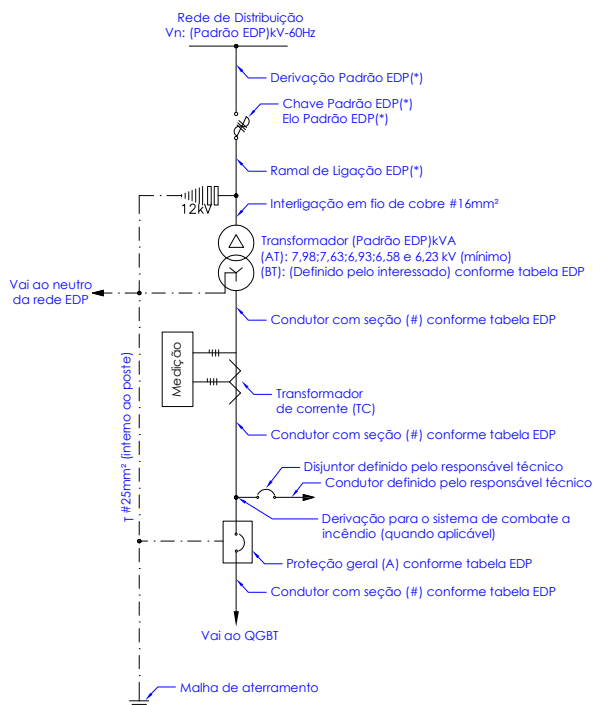 Rede de Distribuição
Vn: (Padrão EDP)kV-60Hz
Derivação Padrão EDP(*)
Chave Padrão EDP(*)
Elo Padrão EDP(*)
Ramal de Ligação EDP(*)
12kV
Interligação em fio de cobre #16mm²
Transformador (Padrão EDP)kVA
(AT): 7,98;7,63;6,93;6,58 e 6,23 kV (mínimo)
(BT): (Definido pelo interessado) conforme tabela EDP
Vai ao neutro
da rede EDP
Condutor com seção (#) conforme tabela EDP
Medição
Transformador
de corrente (TC)
Condutor com seção (#) conforme tabela EDP
T #25mm² (interno ao poste)
Disjuntor definido pelo responsável técnico
Condutor definido pelo responsável técnico
Derivação para o sistema de combate a
incêndio (quando aplicável)
Proteção geral (A) conforme tabela EDP
Condutor com seção (#) conforme tabela EDP
Vai ao QGBT
Malha de aterramento